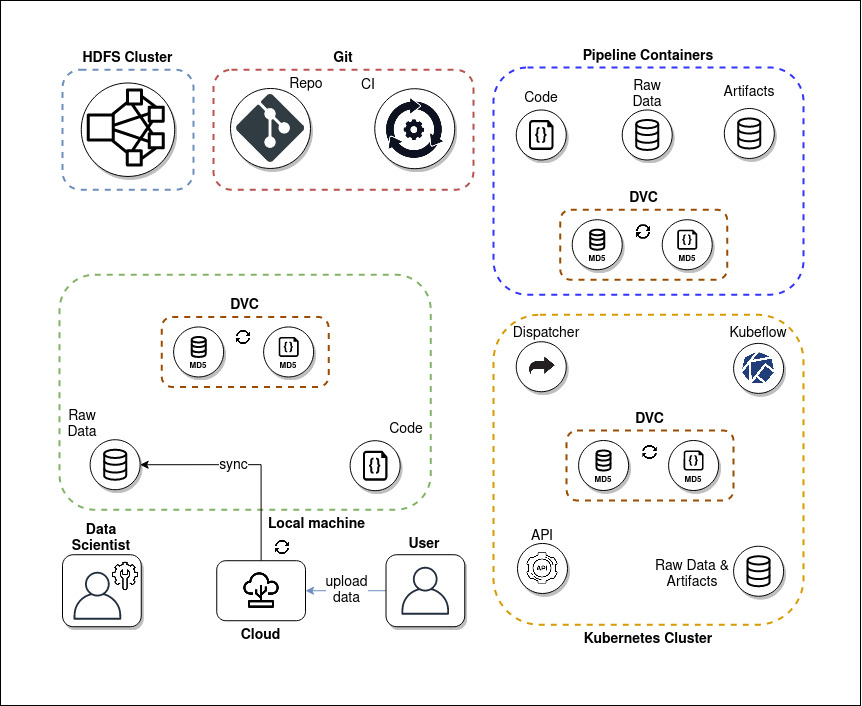 HDFS Cluster
Git
Repo
CI
Pipeline Containers
Code
Raw
Data
Artifacts
DVC
MD5
MD5
DVC
MD5
MD5
Raw
Data
Code
sync
Local machine
Dispatcher
Kubeflow
DVC
MD5
MD5
API
API
Raw Data &
Artifacts
Kubernetes Cluster
Data
Scientist
Cloud
upload
data
User